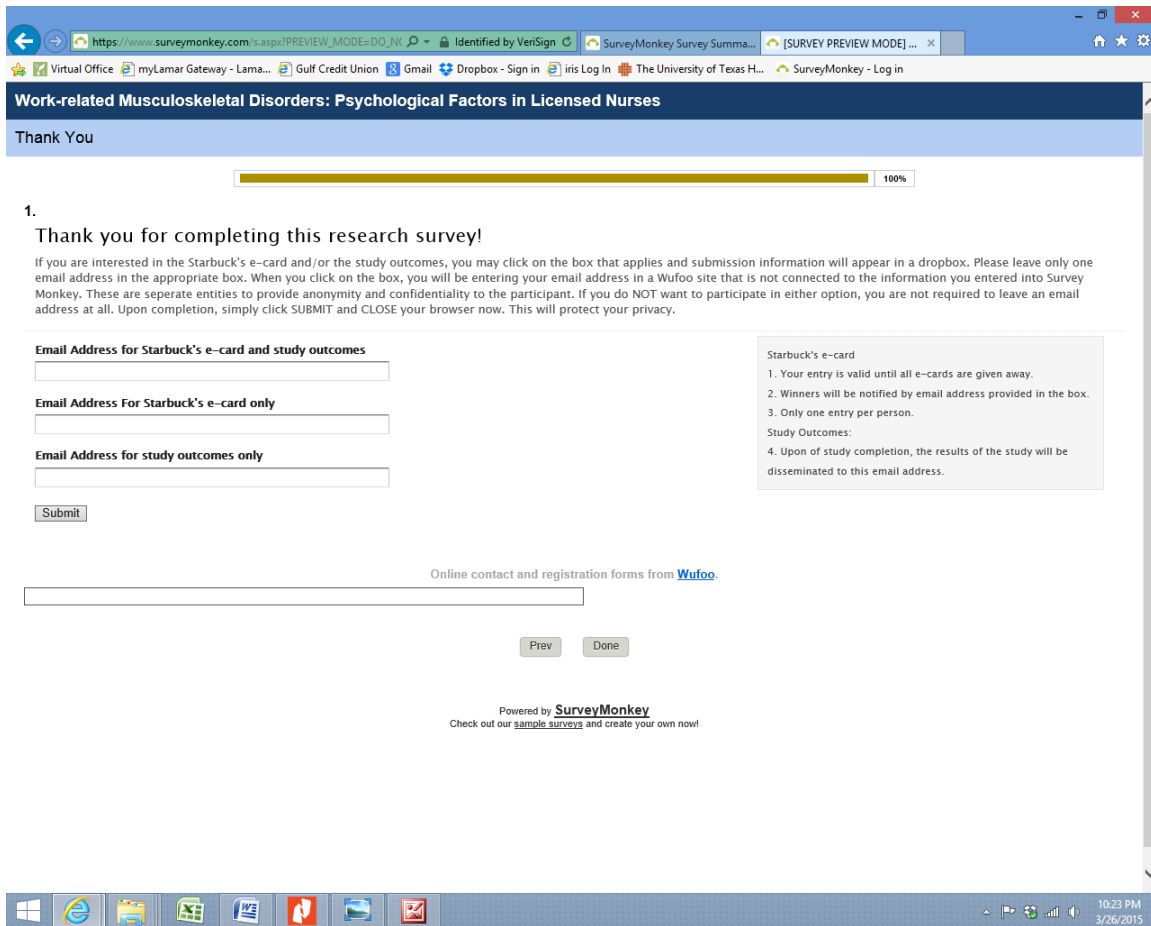 https://www.surveymonkey.com/s.aspx?PREVIEW_MODE=DO_NO
Identified by VeriSign
SurveyMonkey Survey Summa...
[SURVEY PREVIEW MODE] ...
Virtual Office myLamar Gateway - Lama... Gulf Credit Union Gmail Dropbox - Sign in iris Log In The University of Texas H... SurveyMonkey - Log in
Work-related Musculoskeletal Disorders: Psychological Factors in Licensed Nurses
Thank You
100%
1.
Thank you for completing this research survey!
If you are interested in the Starbuck's e-card and/or the study outcomes, you may click on the box that applies and submission information will appear in a dropbox. Please leave only one
email address in the appropriate box. When you click on the box, you will be entering your email address in a Wufoo site that is not connected to the information you entered into Survey
Monkey. These are seperate entities to provide anonymity and confidentiality to the participant. If you do NOT want to participate in either option, you are not required to leave an email
address at all. Upon completion, simply click SUBMIT and CLOSE your browser now. This will protect your privacy.
Email Address for Starbuck's e-card and study outcomes
Email Address For Starbuck's e-card only
Email Address for study outcomes only
Submit
Starbuck's e-card
1. Your entry is valid until all e-cards are given away.
2. Winners will be notified by email address provided in the box.
3. Only one entry per person.
Study Outcomes:
4. Upon of study completion, the results of the study will be
disseminated to this email address.
Online contact and registration forms from Wufoo.
Prev Done
Powered by SurveyMonkey
Check out our sample surveys and create your own now!
10:23 PM
3/26/2015